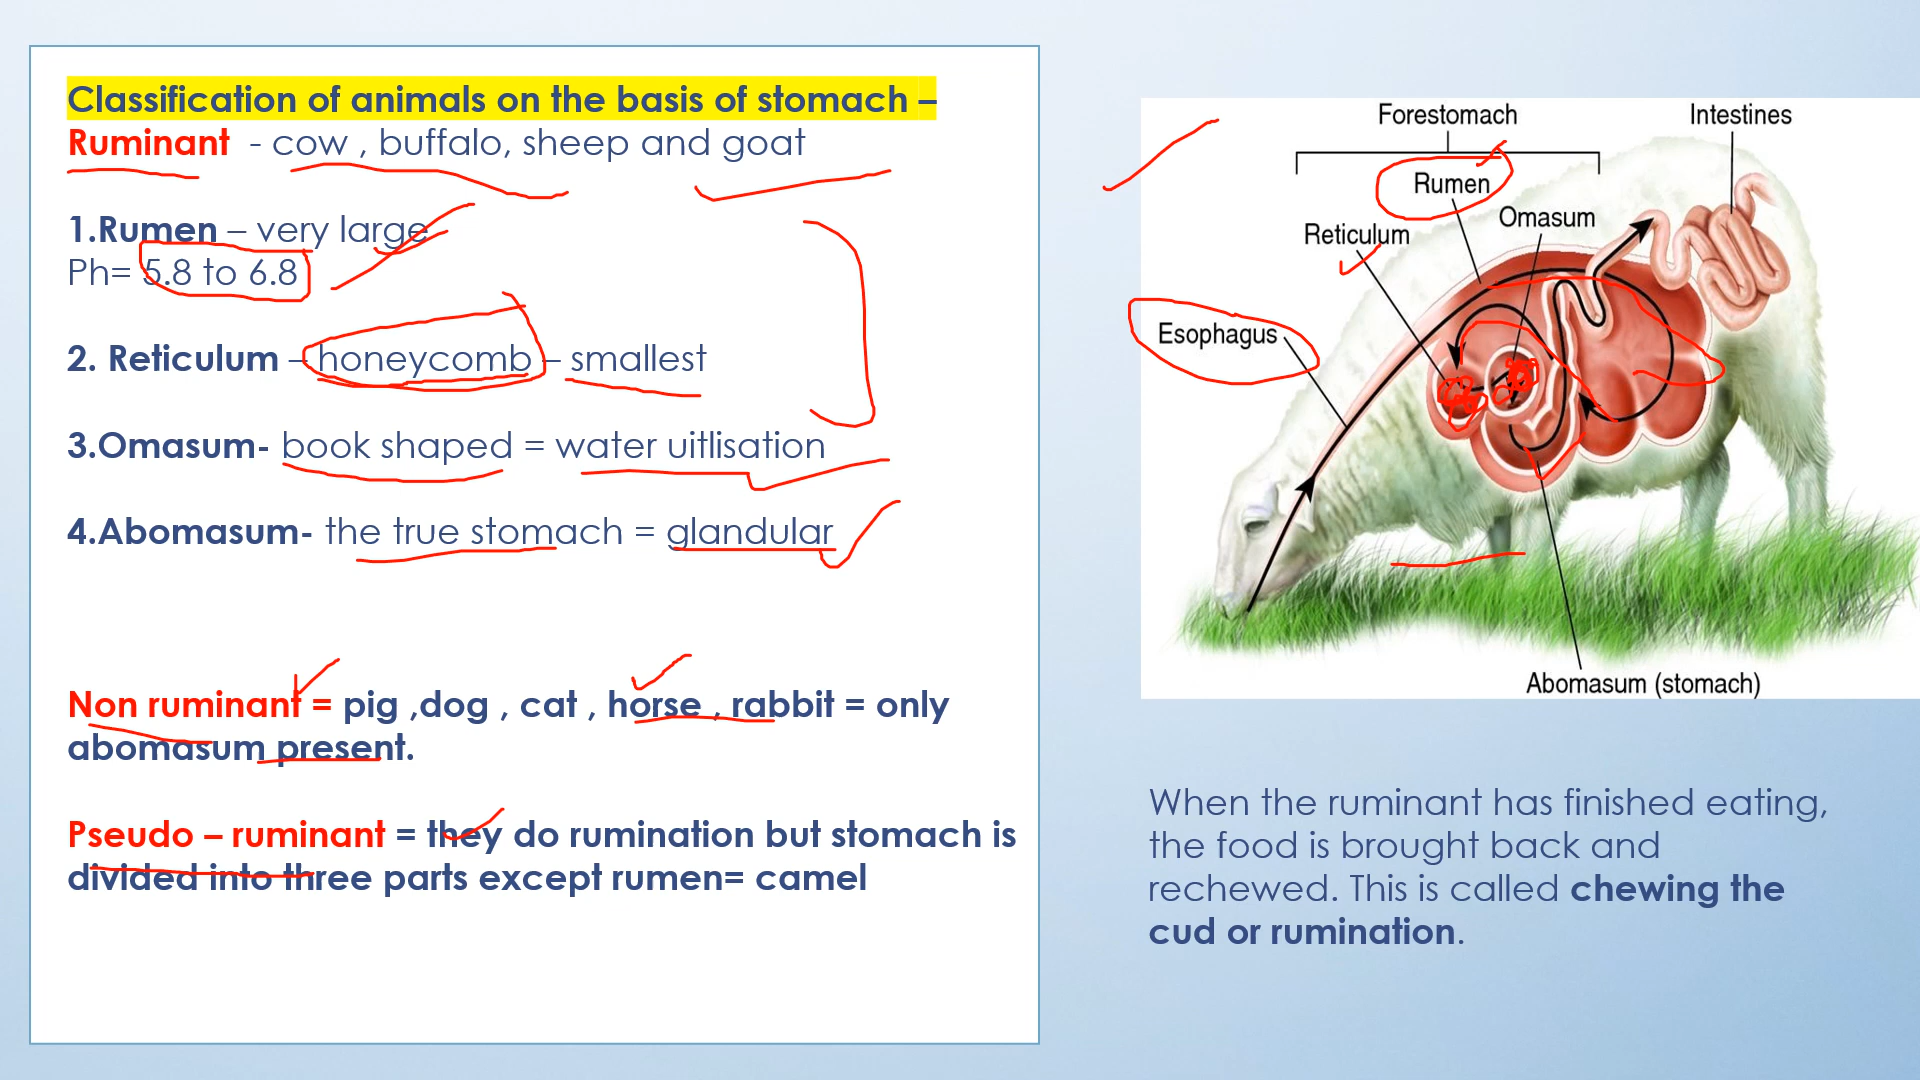 Classification of animals on the basis of stomach –
Ruminant - cow , buffalo, sheep and goat
1.Rumen – very large
Ph= 5.8 to 6.8
2. Reticulum – honeycomb – smallest
3.Omasum- book shaped = water uitlisation
4.Abomasum- the true stomach = glandular
Non ruminant = pig ,dog , cat , horse , rabbit = only
abomasum present.
Pseudo – ruminant = they do rumination but stomach is
divided into three parts except rumen= camel
Forestomach
Intestines
Rumen
Omasum
Reticulum
Esophagus
Abomasum (stomach)
When the ruminant has finished eating,
the food is brought back and
rechewed. This is called chewing the
cud or rumination.